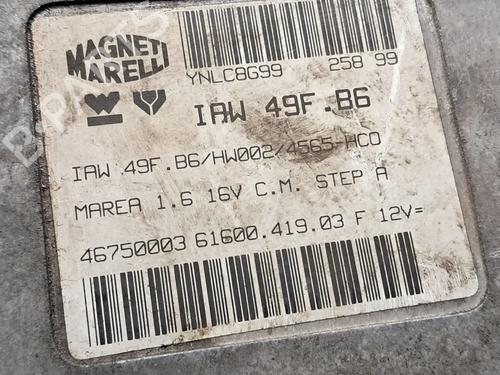 MAGNETI
MARELLI
YNLC8G99 258 99
IAW 49F.B6
IAW 49F.B6/HW002/4565-HCO
MAREA 1.6 16V C.M. STEP A
46750003 61600.419.03 F 12V=